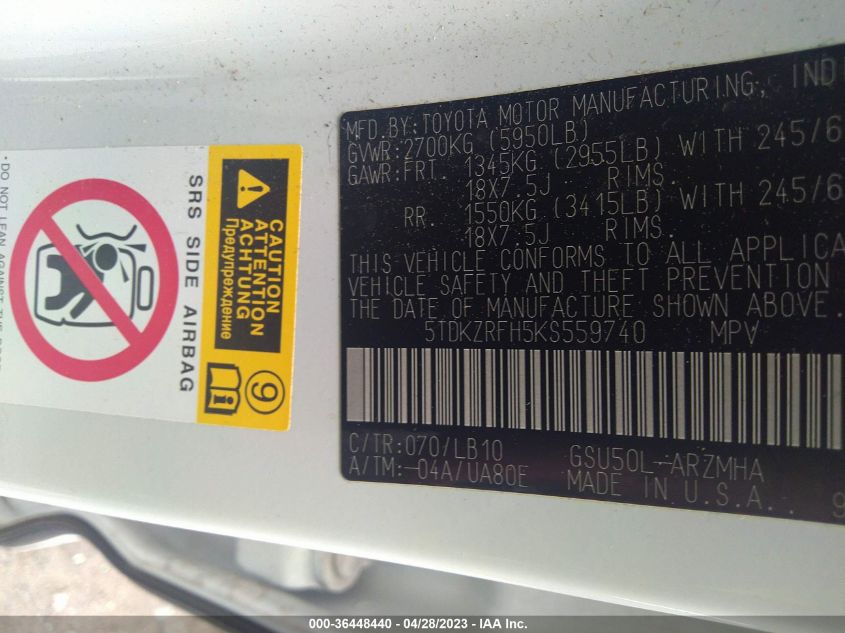 MFD.BY:TOYOTA MOTOR MANUFACTURING, IND
GVWR:2700KG (5950LB)
GAWR:FRT. 1345KG (2955LB) WITH 245/6
18X7.5J RIMS.
RR. 1550KG (3415LB) WITH 245/6
18X7.5J RIMS.
THIS VEHICLE CONFORMS TO ALL APPLICA
VEHICLE SAFETY AND THEFT PREVENTION
THE DATE OF MANUFACTURE SHOWN ABOVE.
5TDKZRFH5KS559740 MPV
C/TR:070/LB10 GSU50L-ARZMHA
A/TM:-04A/UA80E MADE IN U.S.A. 9
CAUTION
ATTENTION
ACHTUNG
Предупреждение
9
SRS SIDE AIRBAG
• DO NOT LEAN AGAINST THE DOOR
000-36448440 - 04/28/2023 - IAA Inc.